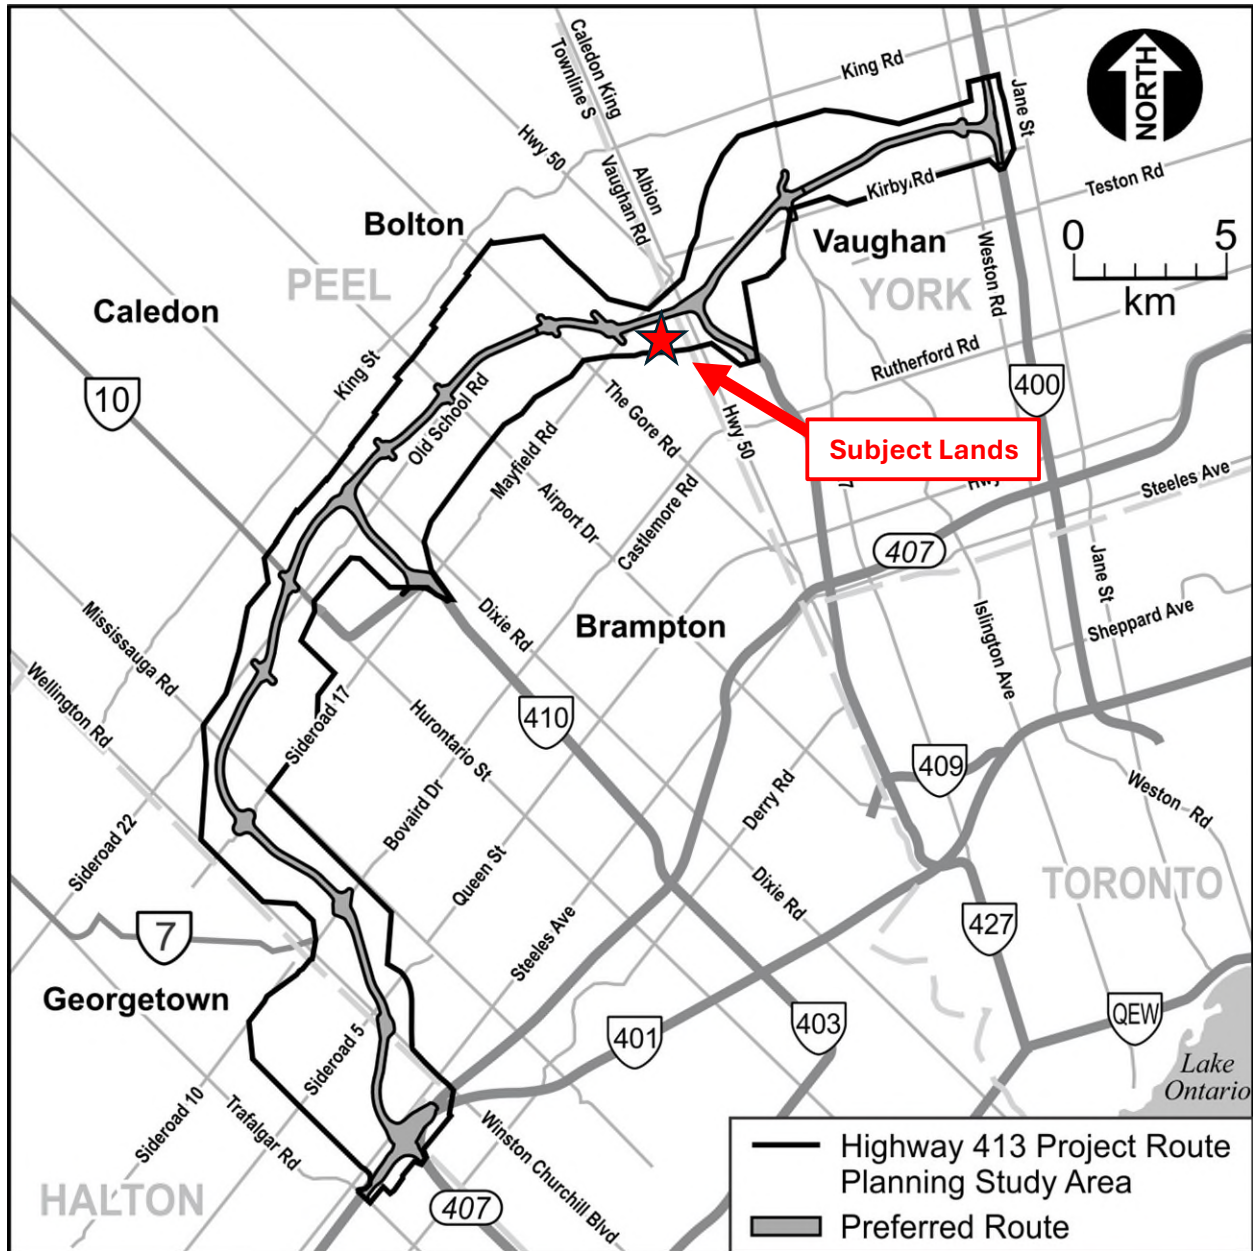 Caledon King
Townline S
King Rd
Jane St
NORTH
Hwy 50
Albion
Vaughan Rd
Kirby Rd
Teston Rd
Bolton
Vaughan
0 5
km
PEEL
YORK
Weston Rd
Caledon
King St
Rutherford Rd
10
400
Old School Rd
The Gore Rd
Hwy 50
Mayfield Rd
Subject Lands
Airport Dr
Castlemore Rd
Steeles Ave
407
Jane St
Mississauga Rd
Dixie Rd
Brampton
Islington Ave
Sheppard Ave
Wellington Rd
Sideroad 17
Hurontario St
410
409
Bovaird Dr
Derry Rd
Weston Rd
Sideroad 22
Queen St
Dixie Rd
TORONTO
7
Steeles Ave
427
Georgetown
401
403
QEW
Sideroad 5
Lake
Ontario
Sideroad 10
Trafalgar Rd
Winston Churchill Blvd
HALTON
407
Highway 413 Project Route
Planning Study Area
Preferred Route